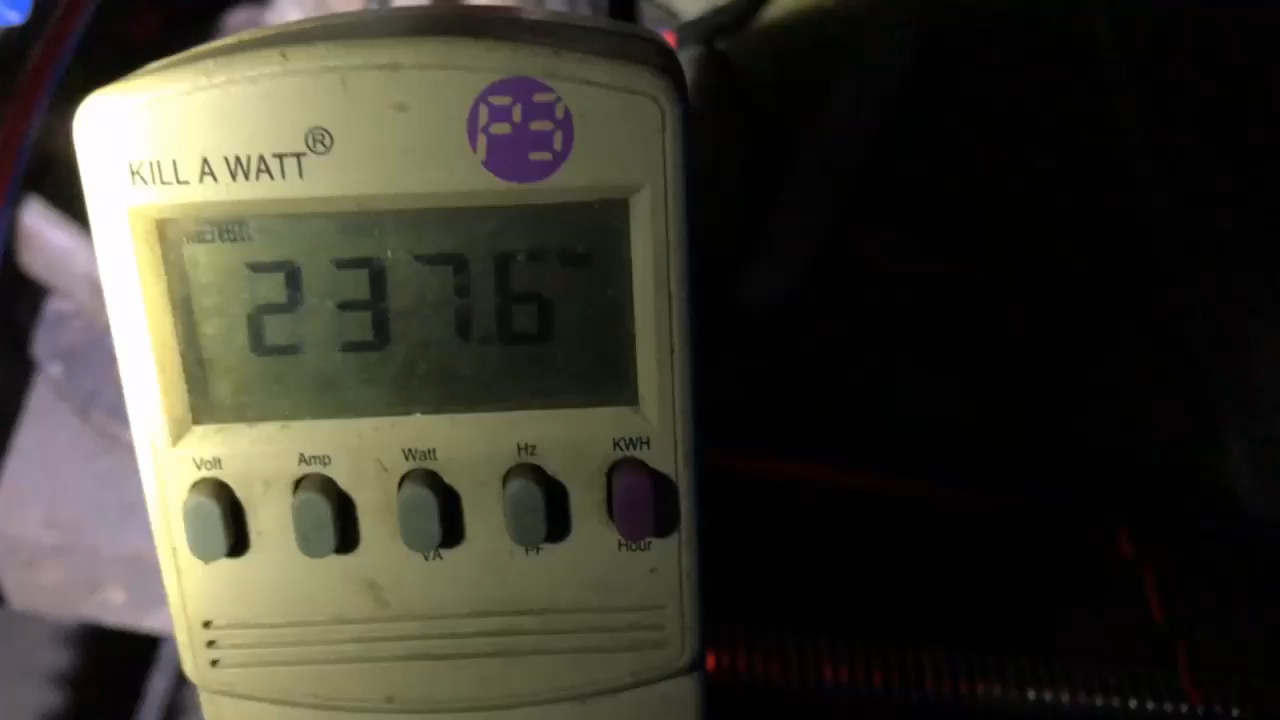 KILL A WATT®
P3
237.6
Volt Amp Watt Hz KWH
VA PF Hour